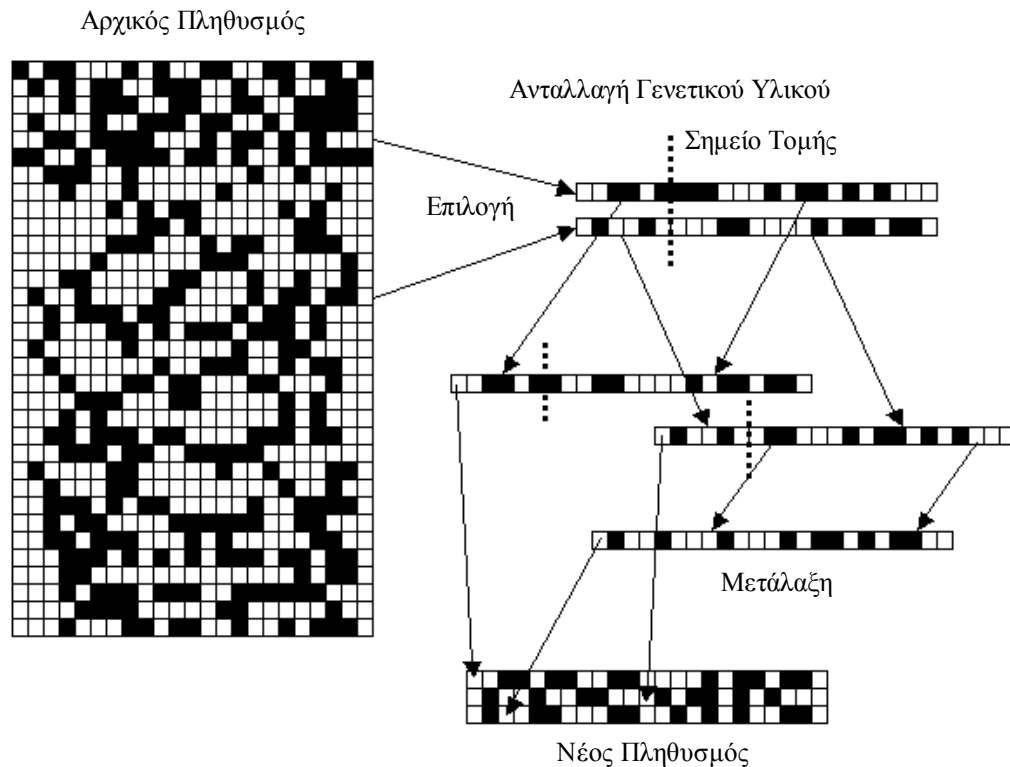 Αρχικός Πληθυσμός
Ανταλλαγή Γενετικού Υλικού
Σημείο Τομής
Επιλογή
Μετάλαξη
Νέος Πληθυσμός